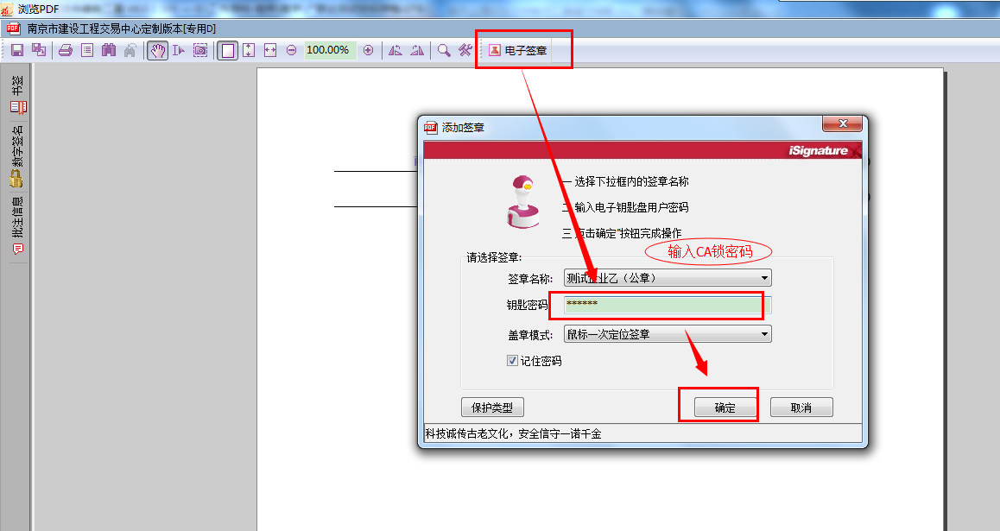 浏览PDF
南京市建设工程交易中心定制版本[专用D]
100.00%
电子签章
书签
数字签名
批注信息
添加签章
iSignature
一 选择下拉框内的签章名称
二 输入电子钥匙盘用户密码
三 点击确定"按钮完成操作
输入CA锁密码
请选择签章:
签章名称:
测试企业乙（公章）
钥匙密码
******
盖章模式:
鼠标一次定位签章
记住密码
保护类型
确定
取消
科技诚传古老文化，安全信守一诺千金